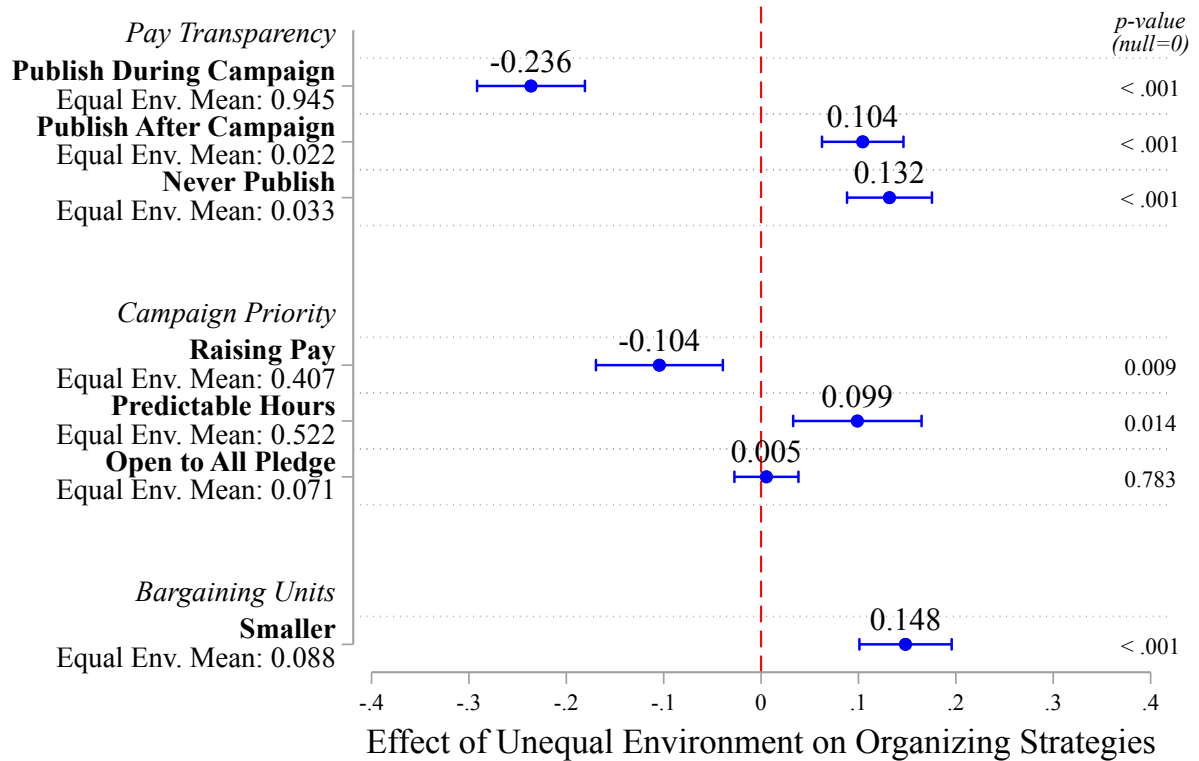 p-value
(null=0)
Pay Transparency
Publish During Campaign
Equal Env. Mean: 0.945
-0.236
< .001
Publish After Campaign
Equal Env. Mean: 0.022
0.104
< .001
Never Publish
Equal Env. Mean: 0.033
0.132
< .001
Campaign Priority
Raising Pay
Equal Env. Mean: 0.407
-0.104
0.009
Predictable Hours
Equal Env. Mean: 0.522
0.099
0.014
Open to All Pledge
Equal Env. Mean: 0.071
0.005
0.783
Bargaining Units
Smaller
Equal Env. Mean: 0.088
0.148
< .001
-.4 -.3 -.2 -.1 0 .1 .2 .3 .4
Effect of Unequal Environment on Organizing Strategies